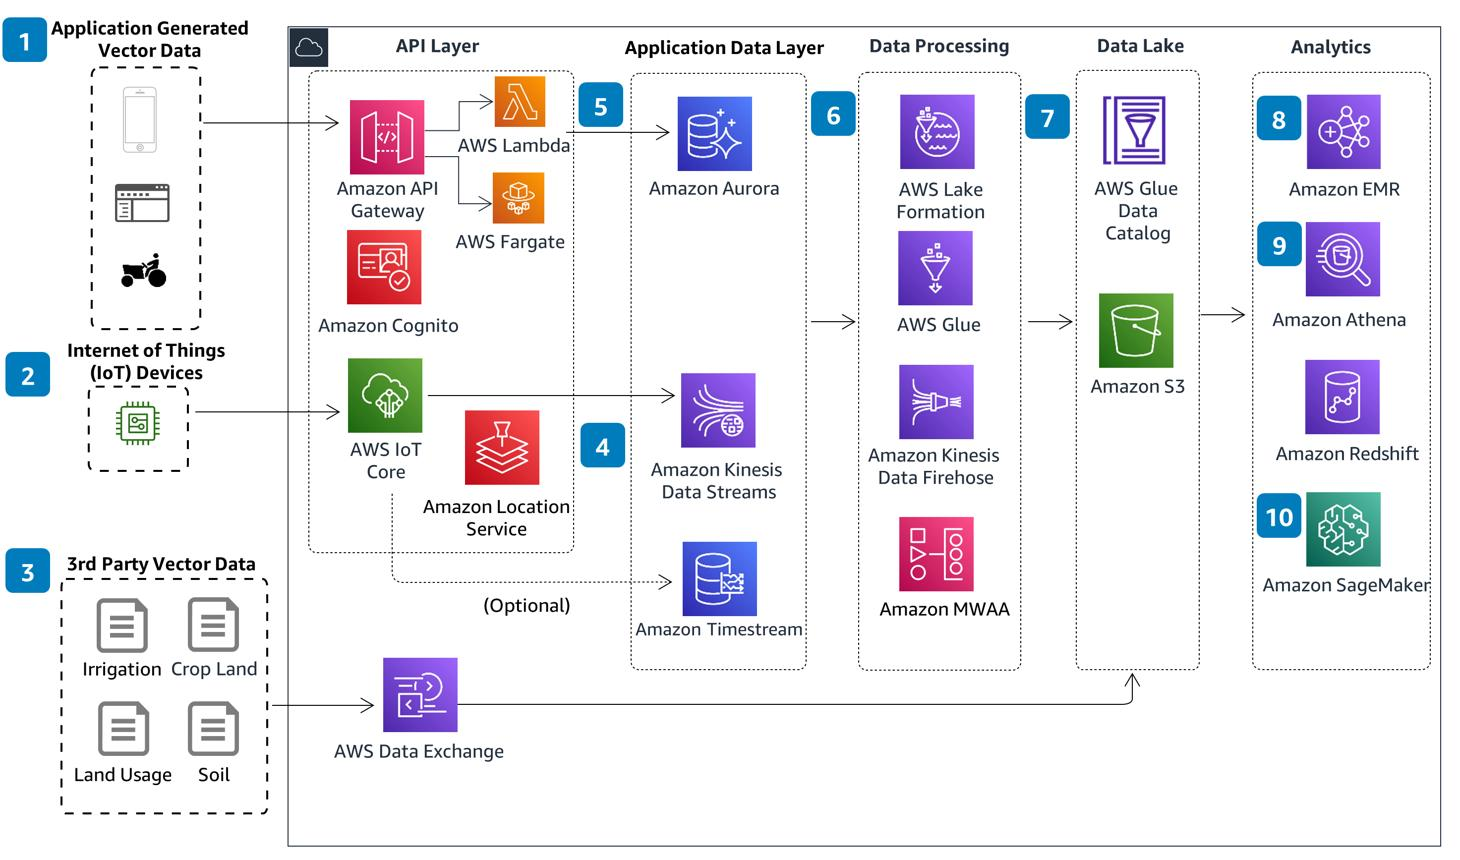 1
Application Generated
Vector Data
2
Internet of Things
(IoT) Devices
3
3rd Party Vector Data
Irrigation
Crop Land
Land Usage
Soil
API Layer
Amazon API
Gateway
</>
AWS Lambda
AWS Fargate
Amazon Cognito
AWS IoT
Core
Amazon Location
Service
(Optional)
AWS Data Exchange
5
4
Application Data Layer
Amazon Aurora
Amazon Kinesis
Data Streams
Amazon Timestream
6
Data Processing
AWS Lake
Formation
AWS Glue
Amazon Kinesis
Data Firehose
Amazon MWAA
7
Data Lake
AWS Glue
Data
Catalog
Amazon S3
Analytics
8
Amazon EMR
9
Amazon Athena
Amazon Redshift
10
Amazon SageMaker